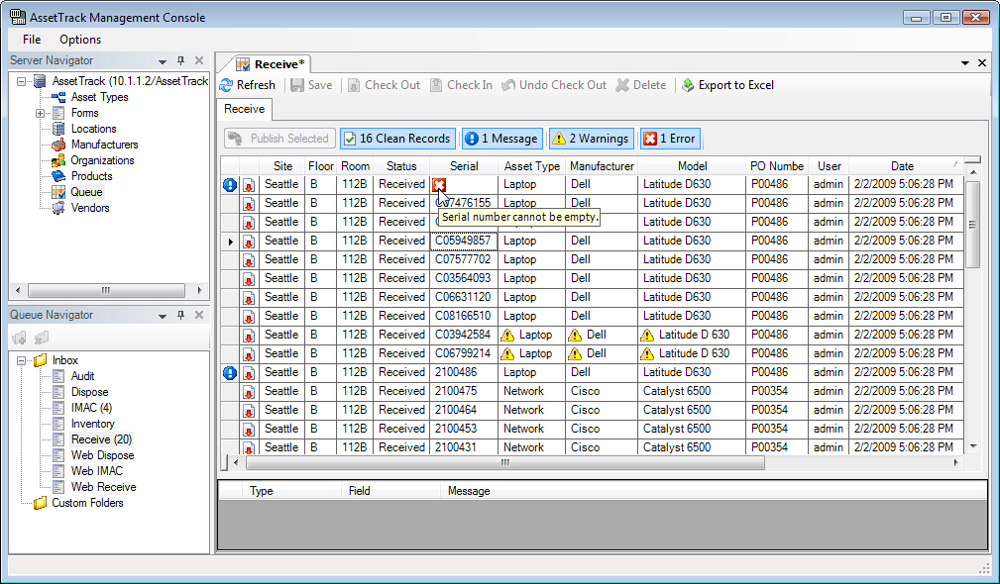 AssetTrack Management Console
File Options
Server Navigator
AssetTrack (10.1.1.2/AssetTrack
Asset Types
Forms
Locations
Manufacturers
Organizations
Products
Queue
Vendors
Queue Navigator
Inbox
Audit
Dispose
IMAC (4)
Inventory
Receive (20)
Web Dispose
Web IMAC
Web Receive
Custom Folders
Receive*
Refresh Save Check Out Check In Undo Check Out Delete Export to Excel
Receive
Publish Selected 16 Clean Records 1 Message 2 Warnings 1 Error
Site Floor Room Status Serial Asset Type Manufacturer Model PO Numbe User Date
Seattle B 112B Received Laptop Dell Latitude D630 P00486 admin 2/2/2009 5:06:28 PM
Seattle B 112B Received 7476155 Laptop Dell Latitude D630 P00486 admin 2/2/2009 5:06:28 PM
Serial number cannot be empty.
Seattle B 112B Received Latitude D630 P00486 admin 2/2/2009 5:06:28 PM
Seattle B 112B Received C05949857 Laptop Dell Latitude D630 P00486 admin 2/2/2009 5:06:28 PM
Seattle B 112B Received C07577702 Laptop Dell Latitude D630 P00486 admin 2/2/2009 5:06:28 PM
Seattle B 112B Received C03564093 Laptop Dell Latitude D630 P00486 admin 2/2/2009 5:06:28 PM
Seattle B 112B Received C06631120 Laptop Dell Latitude D630 P00486 admin 2/2/2009 5:06:28 PM
Seattle B 112B Received C08166510 Laptop Dell Latitude D630 P00486 admin 2/2/2009 5:06:28 PM
Seattle B 112B Received C03942584 Laptop Dell Latitude D 630 P00486 admin 2/2/2009 5:06:28 PM
Seattle B 112B Received C06799214 Laptop Dell Latitude D 630 P00486 admin 2/2/2009 5:06:28 PM
Seattle B 112B Received 2100486 Laptop Dell Latitude D630 P00486 admin 2/2/2009 5:06:28 PM
Seattle B 112B Received 2100475 Network Cisco Catalyst 6500 P00354 admin 2/2/2009 5:06:28 PM
Seattle B 112B Received 2100464 Network Cisco Catalyst 6500 P00354 admin 2/2/2009 5:06:28 PM
Seattle B 112B Received 2100453 Network Cisco Catalyst 6500 P00354 admin 2/2/2009 5:06:28 PM
Seattle B 112B Received 2100431 Network Cisco Catalyst 6500 P00354 admin 2/2/2009 5:06:28 PM
Type Field Message